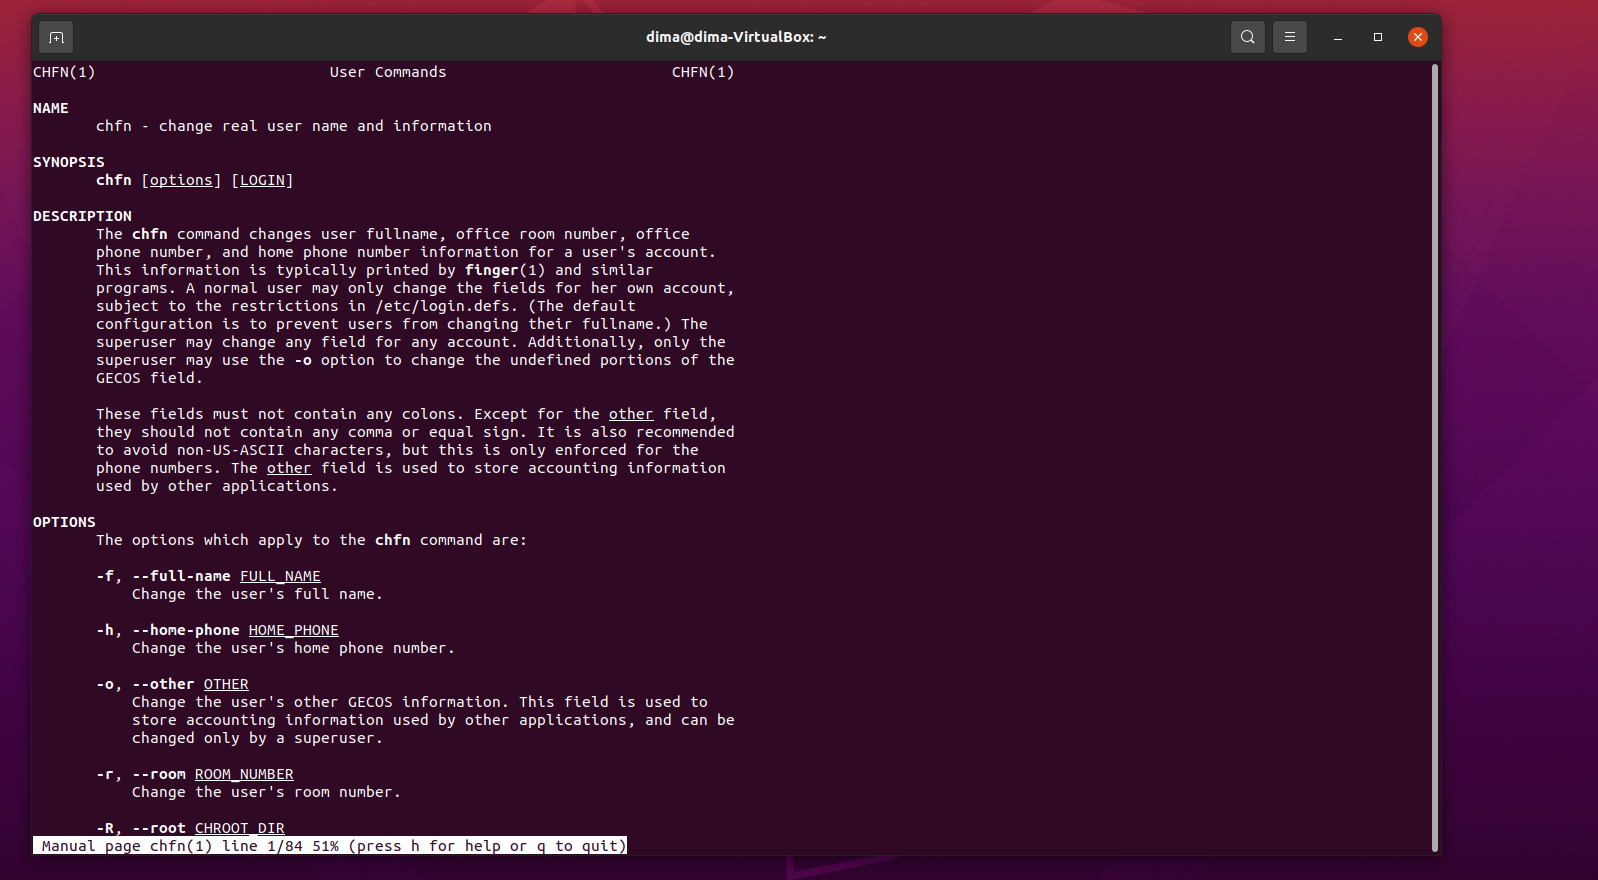 dima@dima-VirtualBox: ~
CHFN(1) User Commands CHFN(1)
NAME
chfn - change real user name and information
SYNOPSIS
chfn [options] [LOGIN]
DESCRIPTION
The chfn command changes user fullname, office room number, office
phone number, and home phone number information for a user's account.
This information is typically printed by finger(1) and similar
programs. A normal user may only change the fields for her own account,
subject to the restrictions in /etc/login.defs. (The default
configuration is to prevent users from changing their fullname.) The
superuser may change any field for any account. Additionally, only the
superuser may use the -o option to change the undefined portions of the
GECOS field.
These fields must not contain any colons. Except for the other field,
they should not contain any comma or equal sign. It is also recommended
to avoid non-US-ASCII characters, but this is only enforced for the
phone numbers. The other field is used to store accounting information
used by other applications.
OPTIONS
The options which apply to the chfn command are:
-f, --full-name FULL_NAME
Change the user's full name.
-h, --home-phone HOME_PHONE
Change the user's home phone number.
-o, --other OTHER
Change the user's other GECOS information. This field is used to
store accounting information used by other applications, and can be
changed only by a superuser.
-r, --room ROOM_NUMBER
Change the user's room number.
-R, --root CHROOT_DIR
Manual page chfn(1) line 1/84 51% (press h for help or q to quit)